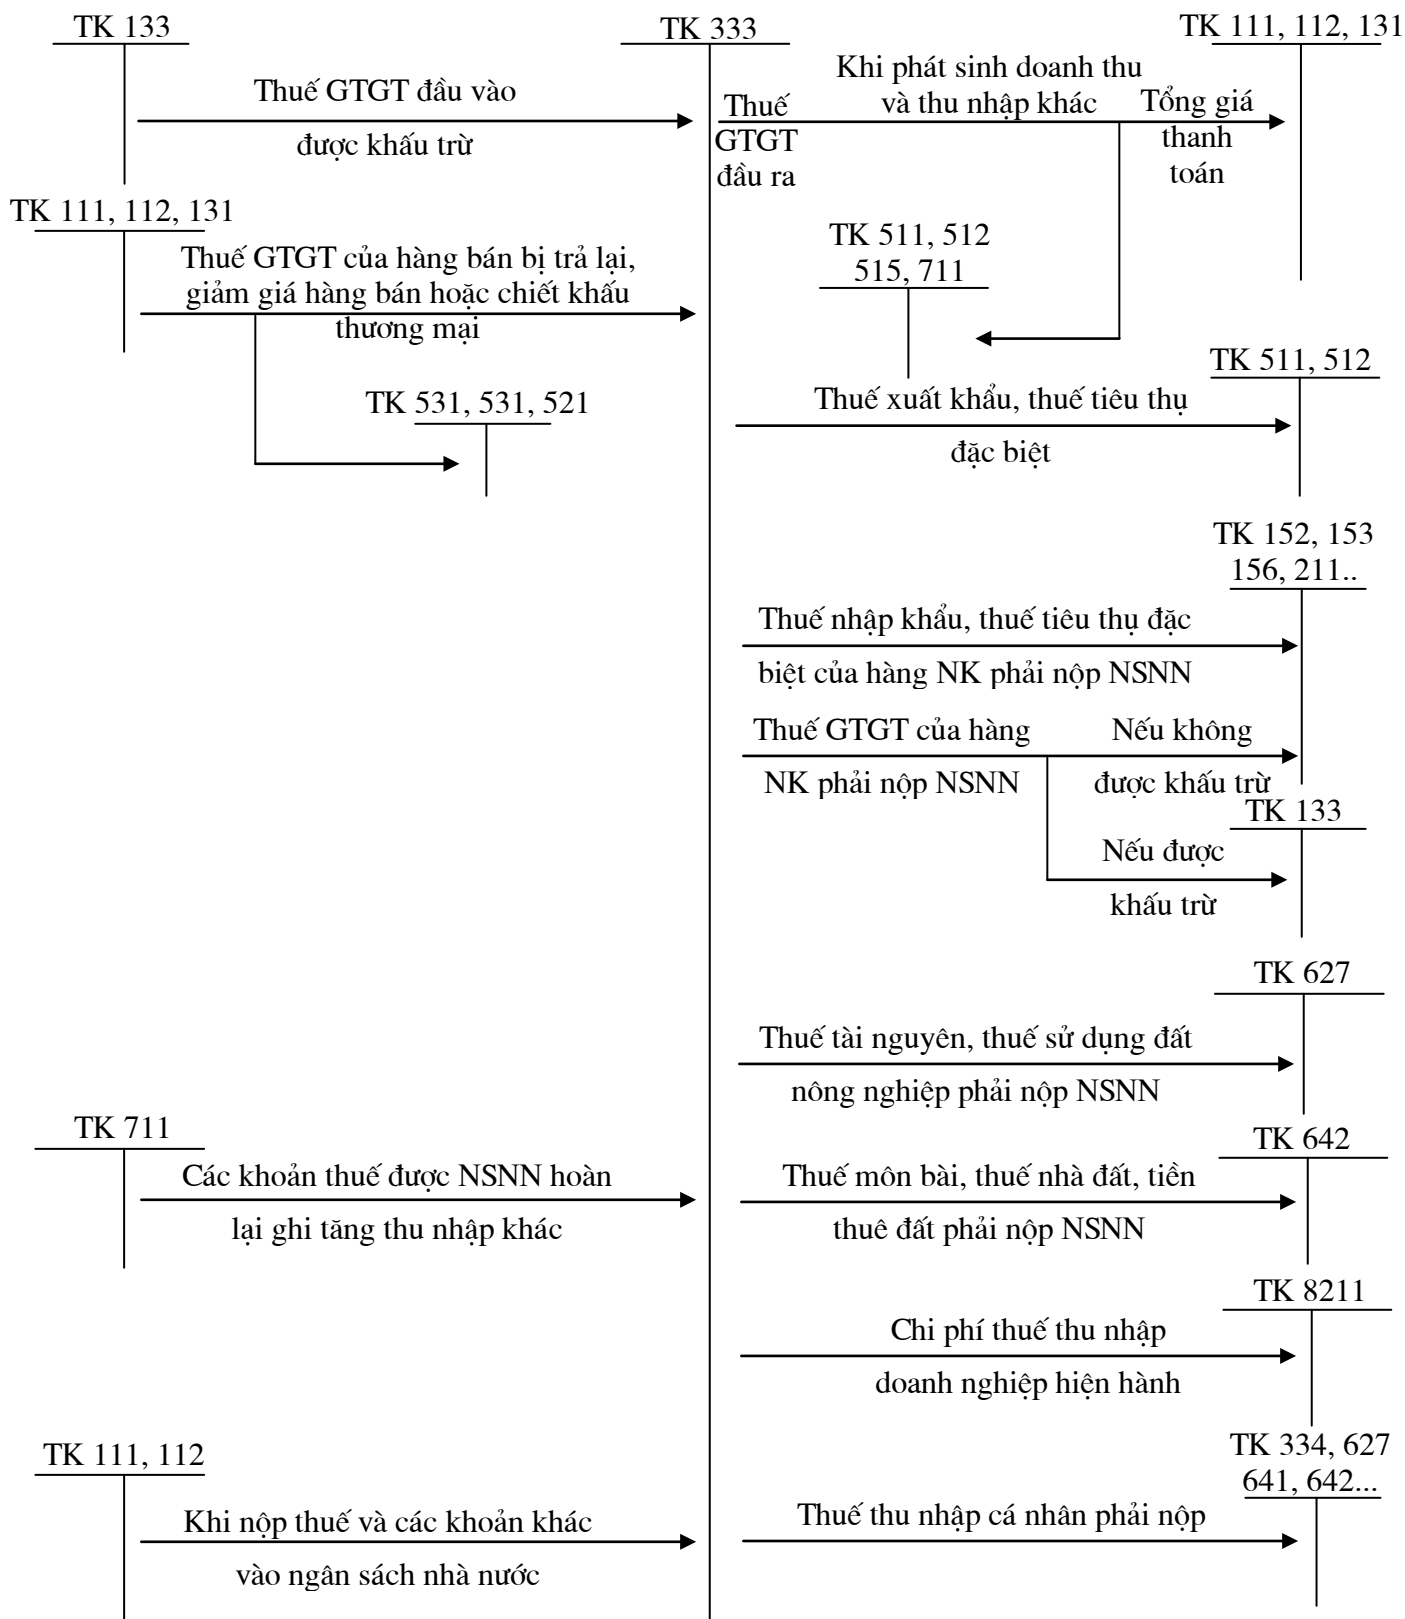 TK 133
TK 333
TK 111, 112, 131
Thuế GTGT đầu vào
được khấu trừ
Thuế
GTGT
đầu ra
Khi phát sinh doanh thu
và thu nhập khác
Tổng giá
thanh
toán
TK 111, 112, 131
Thuế GTGT của hàng bán bị trả lại,
giảm giá hàng bán hoặc chiết khấu
thương mại
TK 511, 512
515, 711
TK 531, 531, 521
TK 511, 512
Thuế xuất khẩu, thuế tiêu thụ
đặc biệt
TK 152, 153
156, 211..
Thuế nhập khẩu, thuế tiêu thụ đặc
biệt của hàng NK phải nộp NSNN
Thuế GTGT của hàng
NK phải nộp NSNN
Nếu không
được khấu trừ
TK 133
Nếu được
khấu trừ
TK 627
Thuế tài nguyên, thuế sử dụng đất
nông nghiệp phải nộp NSNN
TK 711
Các khoản thuế được NSNN hoàn
lại ghi tăng thu nhập khác
TK 642
Thuế môn bài, thuế nhà đất, tiền
thuê đất phải nộp NSNN
TK 8211
Chi phí thuế thu nhập
doanh nghiệp hiện hành
TK 111, 112
Khi nộp thuế và các khoản khác
vào ngân sách nhà nước
TK 334, 627
641, 642...
Thuế thu nhập cá nhân phải nộp